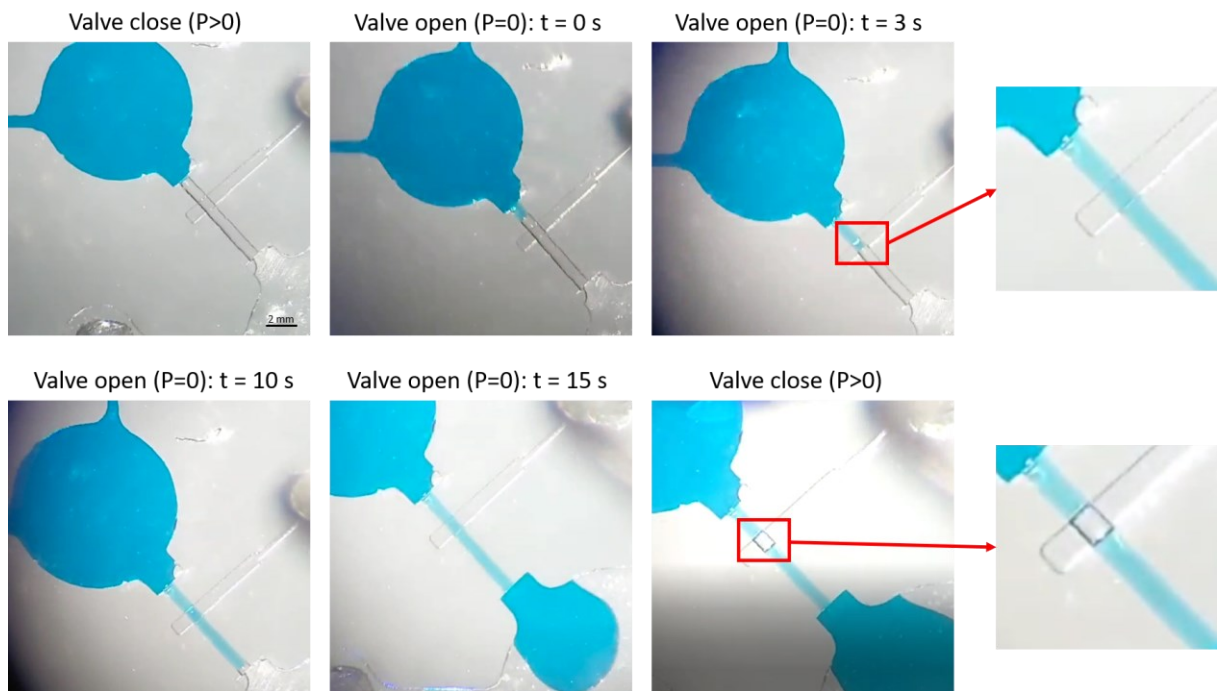 Valve close (P>0)
Valve open (P=0): t = 0 s
Valve open (P=0): t = 3 s
2 mm
Valve open (P=0): t = 10 s
Valve open (P=0): t = 15 s
Valve close (P>0)